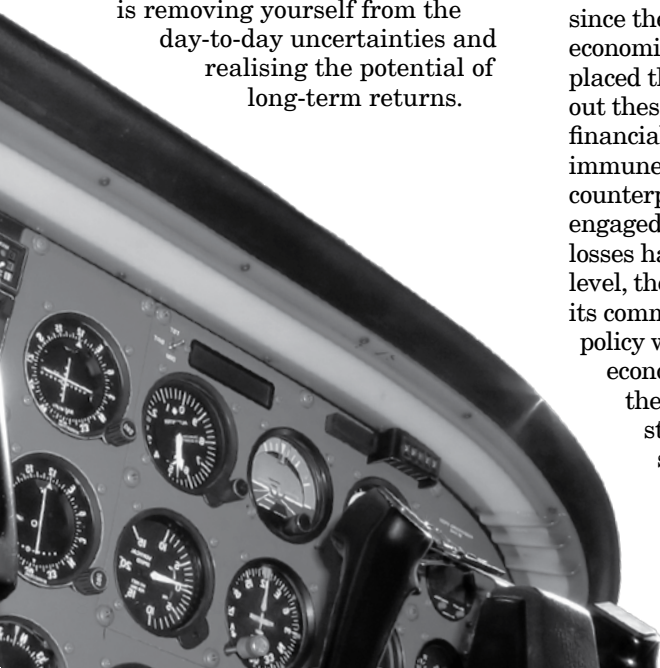 is removing yourself from the
day-to-day uncertainties and
realising the potential of
long-term returns.
since the
economi
placed th
out thes
financial
immune
counterp
engaged
losses ha
level, the
its comm
policy v
econo
the
st
s